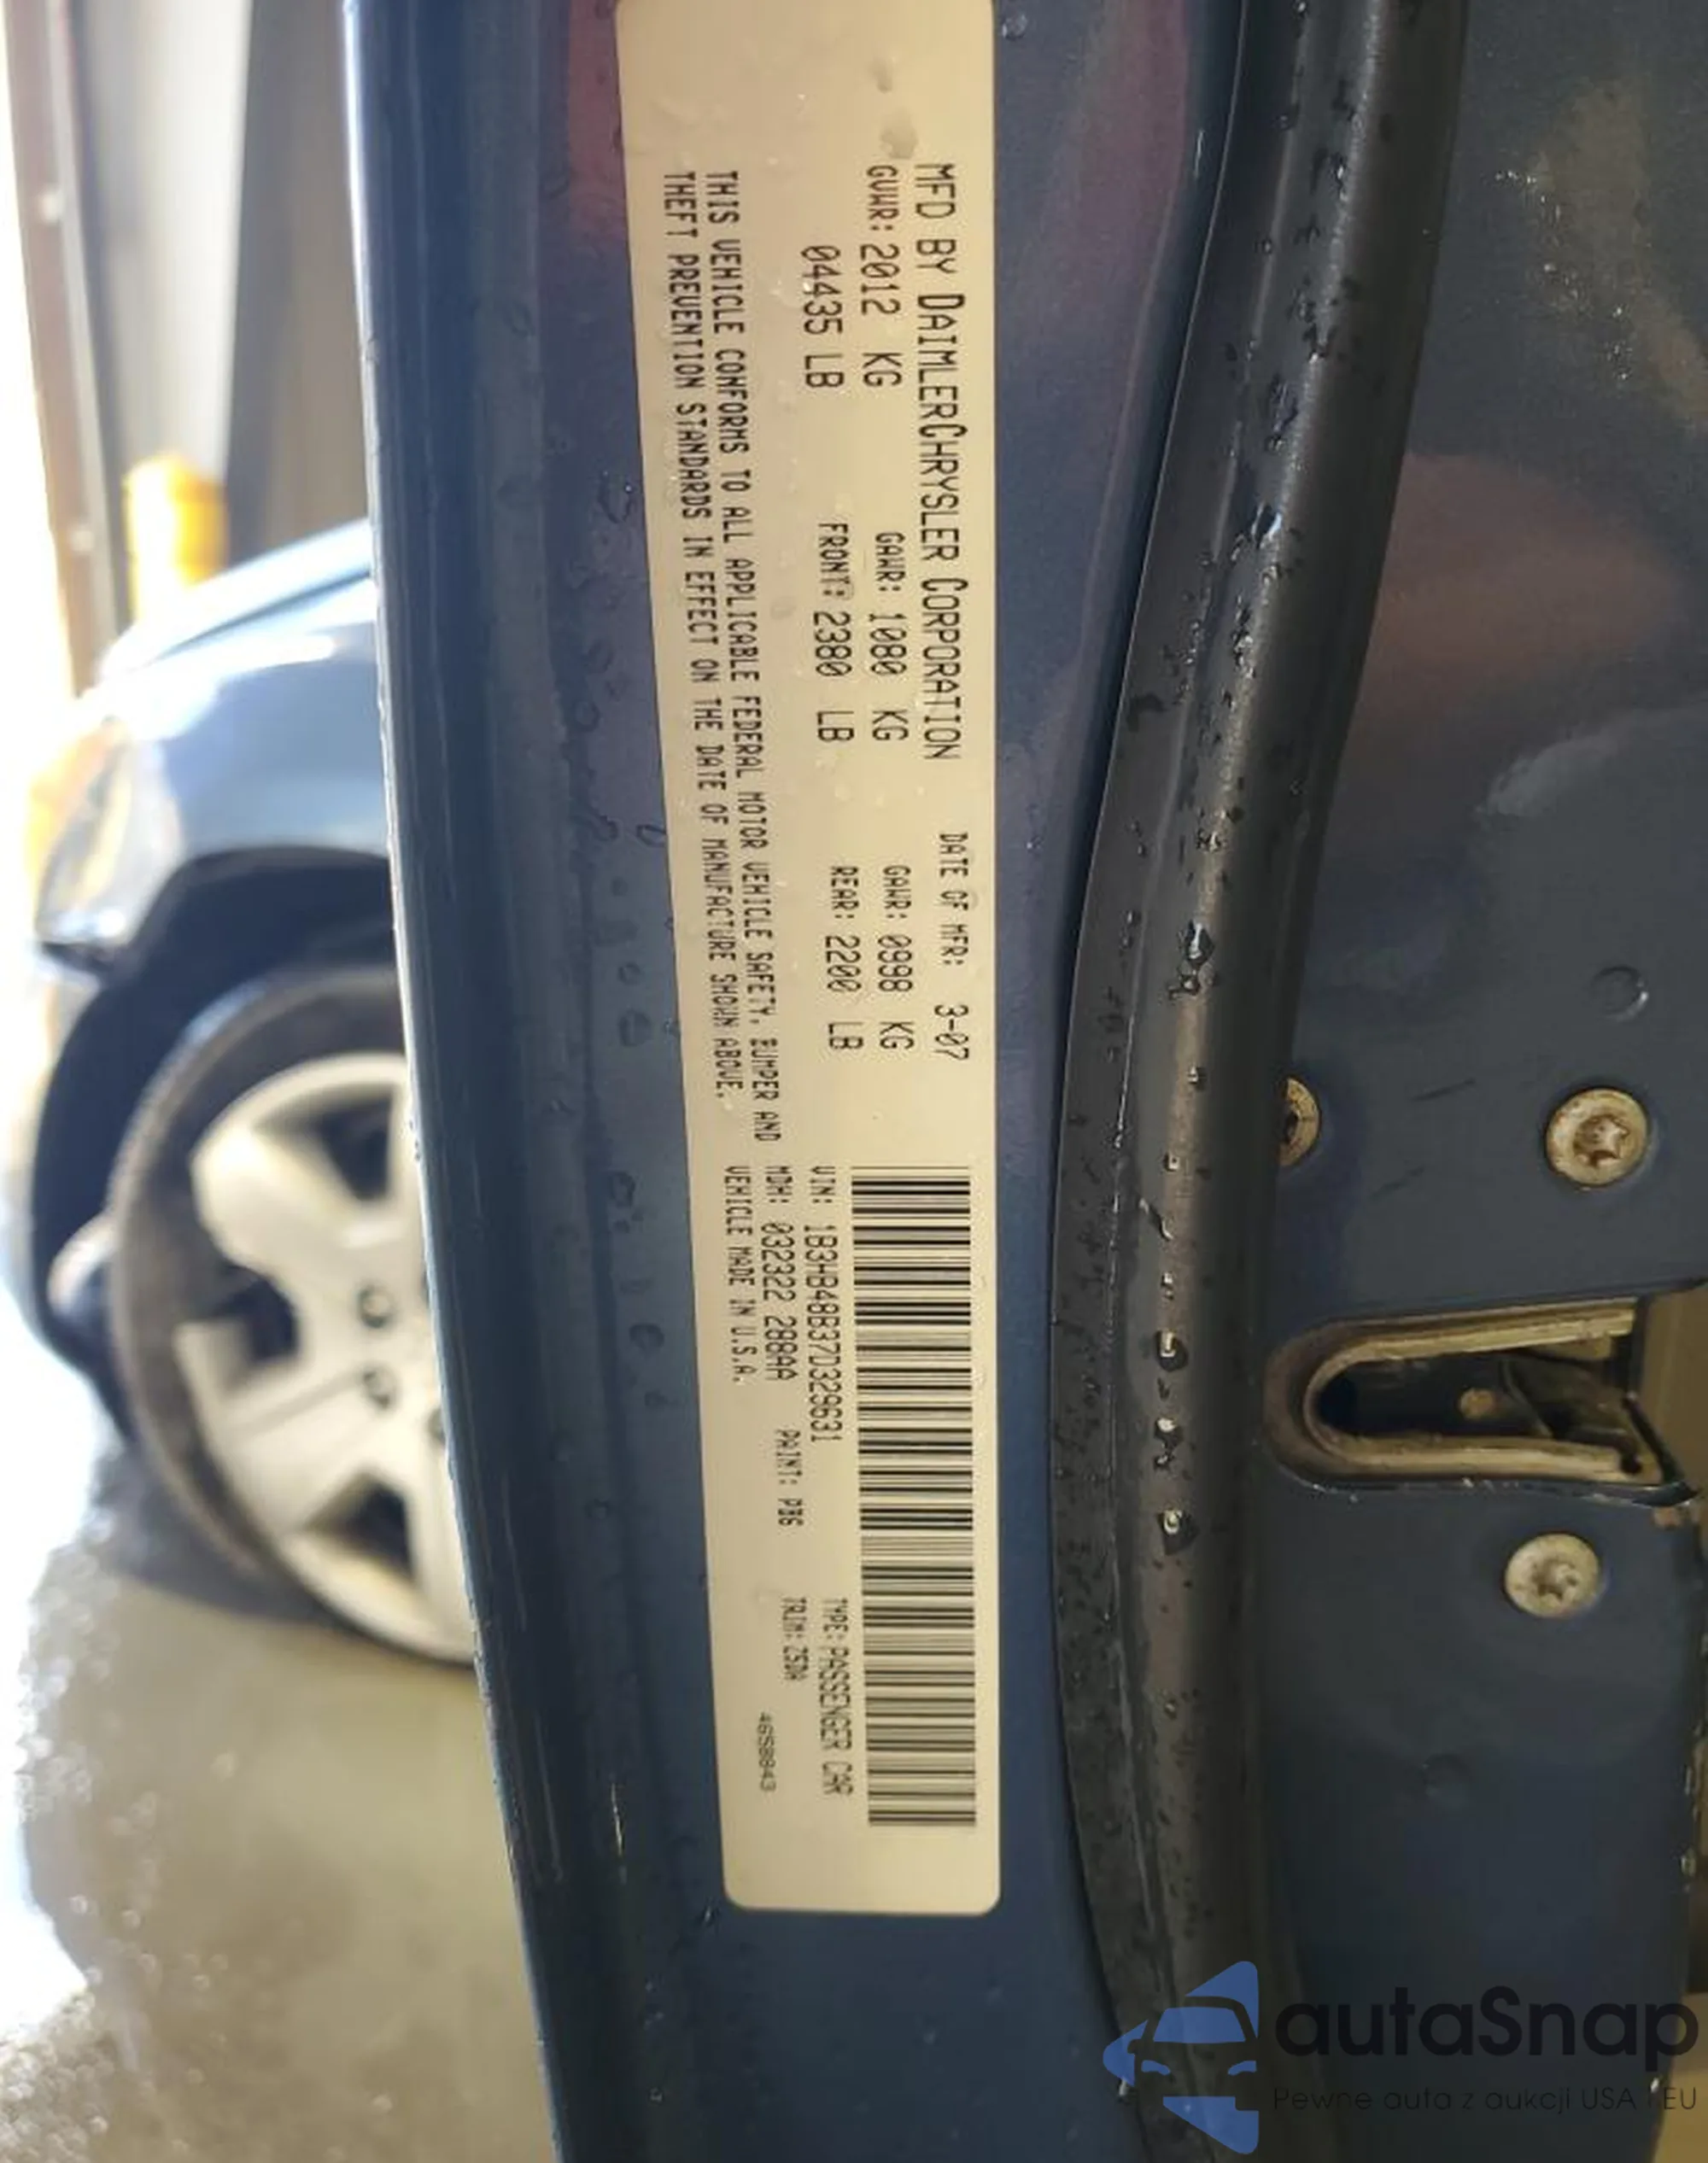 MFD BY DAIMLERCHRYSLER CORPORATION DATE OF MFR: 3-07
GVWR: 2012 KG GAWR: 1080 KG GAWR: 0998 KG
04435 LB FRONT: 2380 LB REAR: 2200 LB
THIS VEHICLE CONFORMS TO ALL APPLICABLE FEDERAL MOTOR VEHICLE SAFETY, BUMPER AND
THEFT PREVENTION STANDARDS IN EFFECT ON THE DATE OF MANUFACTURE SHOWN ABOVE.
VIN: 1B3HB48B37D329631 TYPE: PASSENGER CAR
MDH: 032322 288AA PAINT: PB6 TRIM: Z5DA
VEHICLE MADE IN U.S.A. 4658843
autaSnap
Pewne auta z aukcji USA i EU